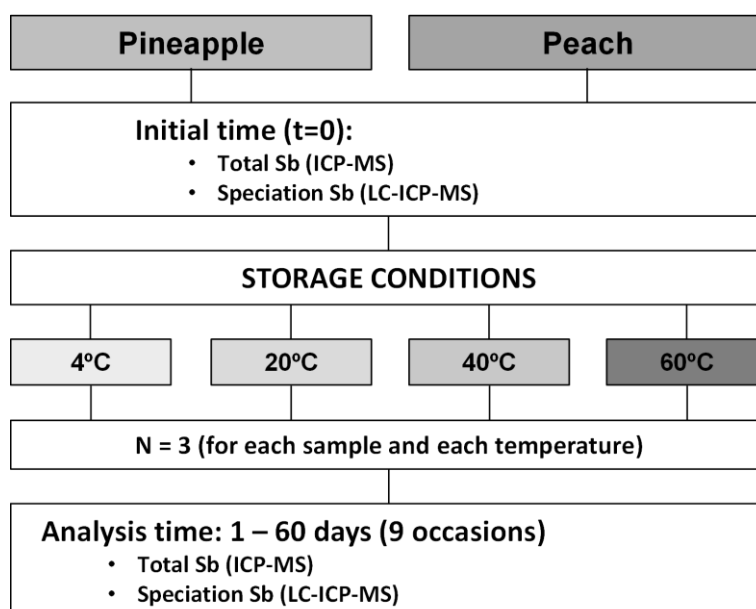 Pineapple
Peach
Initial time (t=0):
• Total Sb (ICP-MS)
• Speciation Sb (LC-ICP-MS)
STORAGE CONDITIONS
4ºC
20ºC
40ºC
60ºC
N = 3 (for each sample and each temperature)
Analysis time: 1 – 60 days (9 occasions)
• Total Sb (ICP-MS)
• Speciation Sb (LC-ICP-MS)